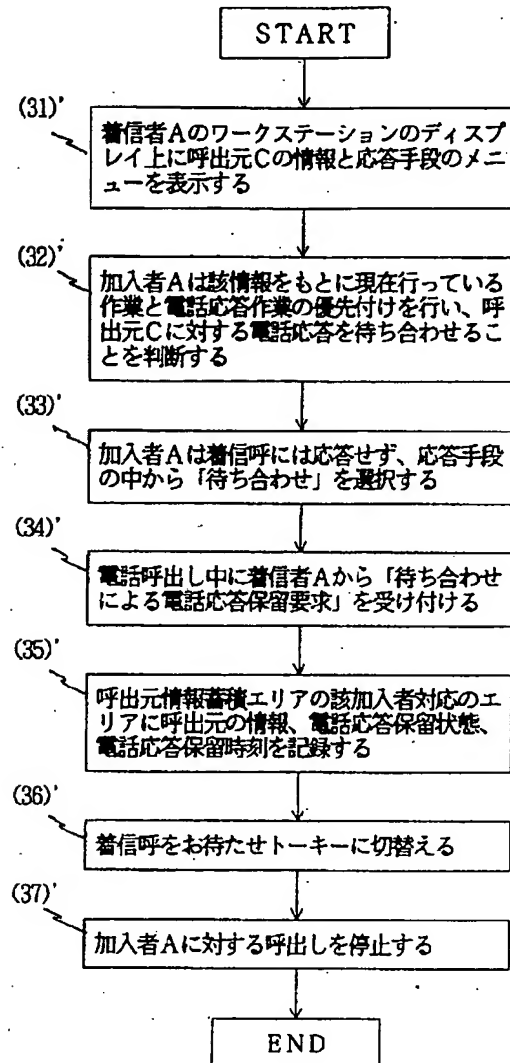 START
(31)'
着信者Aのワークステーションのディスプ
レイ上に呼出元Cの情報と応答手段のメニ
ューを表示する
(32)'
加入者Aは該情報をもとに現在行っている
作業と電話応答作業の優先付けを行い、呼
出元Cに対する電話応答を待ち合わせるこ
とを判断する
(33)'
加入者Aは着信呼には応答せず、応答手段
の中から「待ち合わせ」を選択する
(34)'
電話呼出し中に着信者Aから「待ち合わせ
による電話応答保留要求」を受け付ける
(35)'
呼出元情報蓄積エリアの該加入者対応のエ
リアに呼出元の情報、電話応答保留状態、
電話応答保留時刻を記録する
(36)'
着信呼をお待たせトーキーに切替える
(37)'
加入者Aに対する呼出しを停止する
END